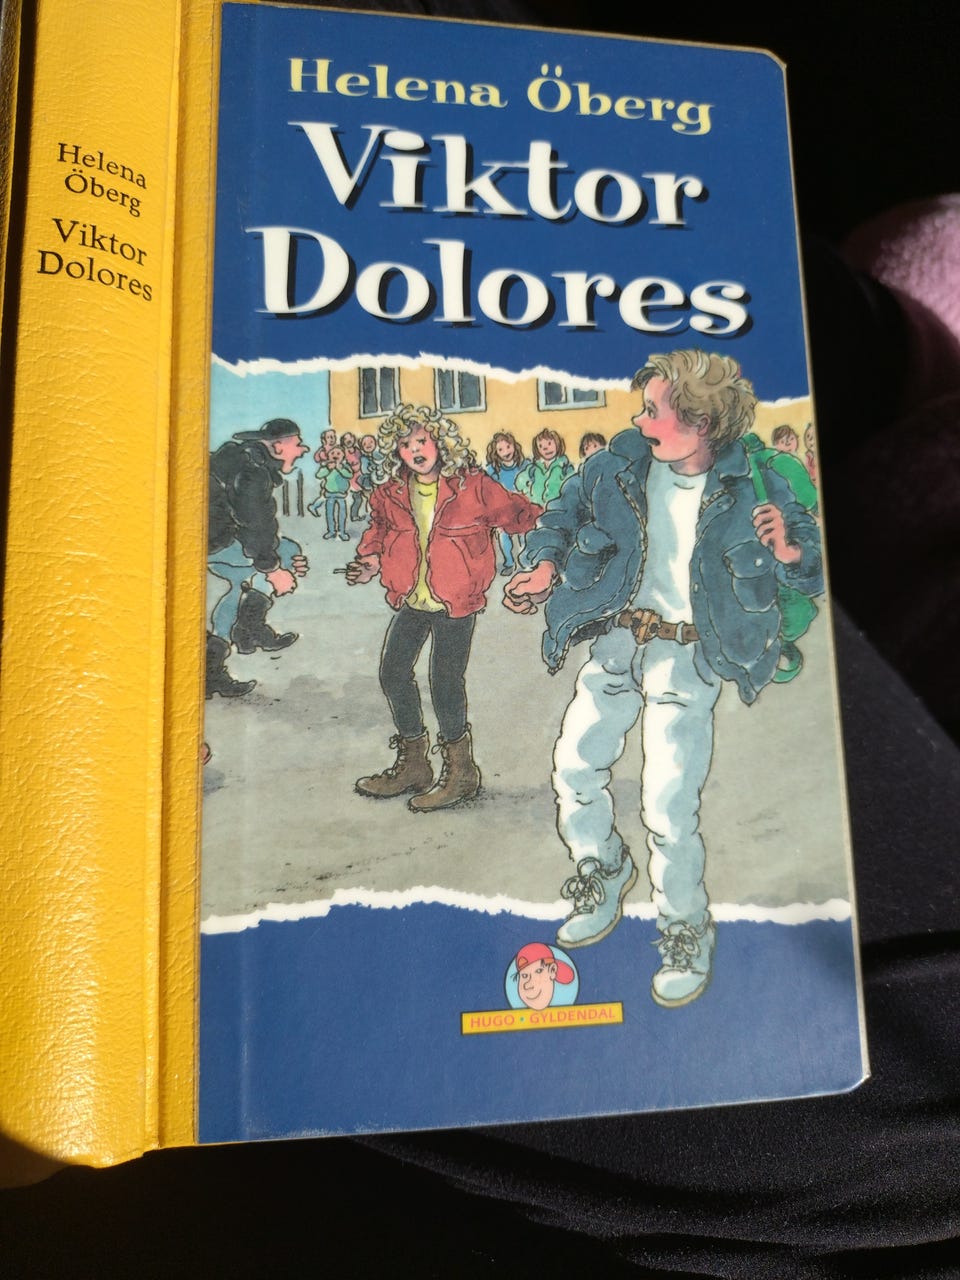 Helena
Öberg
Viktor
Dolores
Helena Öberg
Viktor
Dolores
HUGO • GYLDENDAL